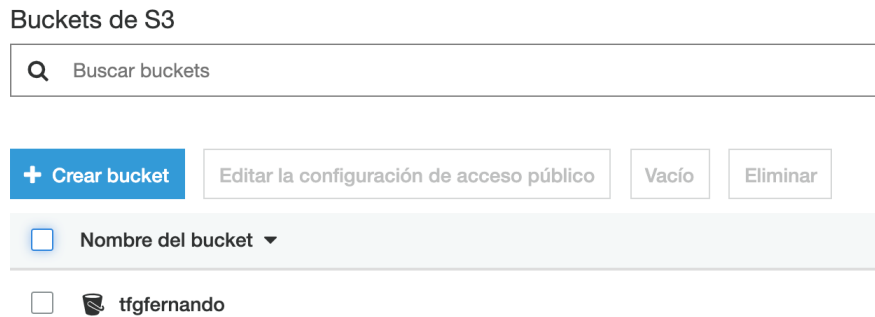 Buckets de S3
Buscar buckets
Crear bucket Editar la configuración de acceso público Vacío Eliminar
Nombre del bucket
tfgfernando